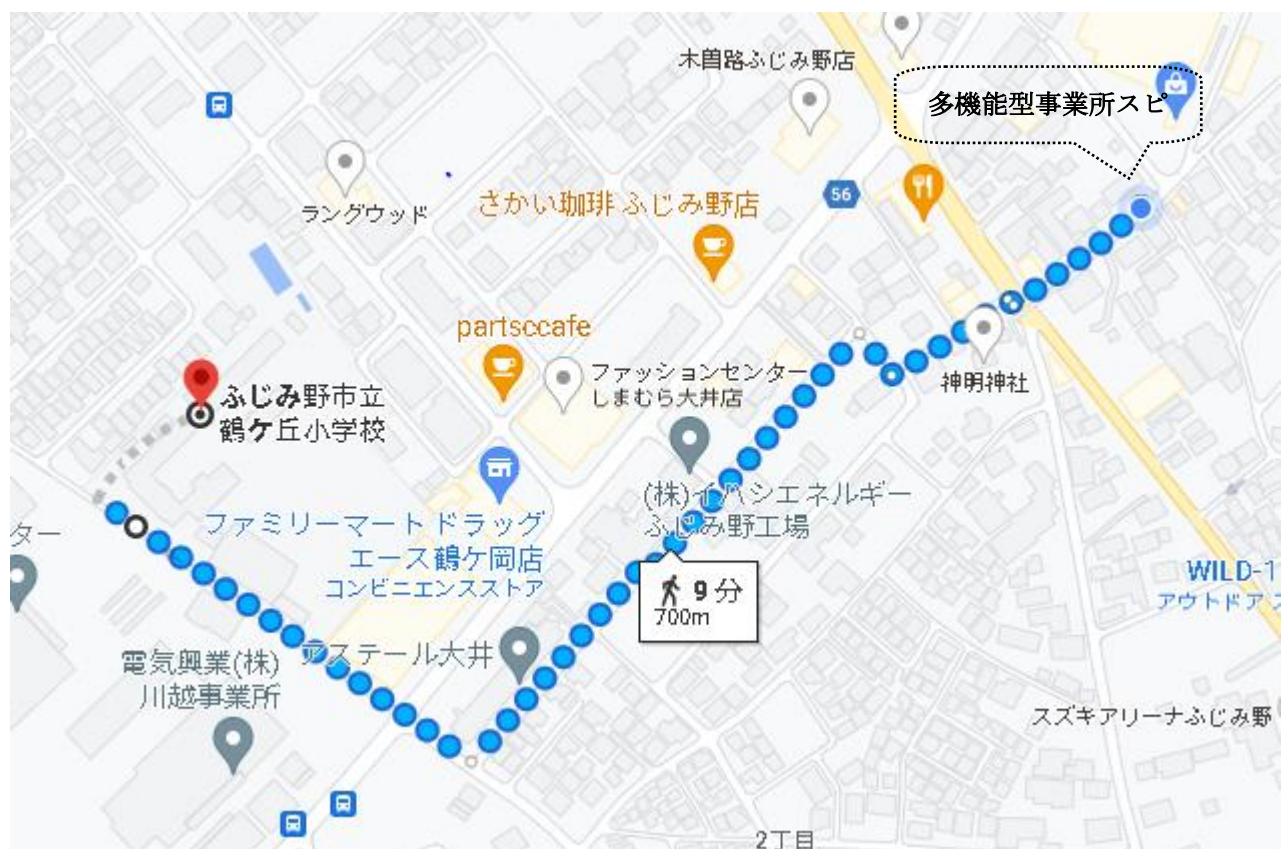 木曽路ふじみ野店
多機能型事業所スピ
56
ラングウッド
さかい珈琲 ふじみ野店
partsccafe
ファッションセンター
しまむら大井店
神明神社
ふじみ野市立
鶴ケ丘小学校
(株)イハシエネルギー
ふじみ野工場
ファミリーマート ドラッグ
エース鶴ケ岡店
コンビニエンスストア
ター
9 分
700m
WILD-1
アウトドア
アステール大井
電気興業(株)
川越事業所
スズキアリーナふじみ野
2丁目